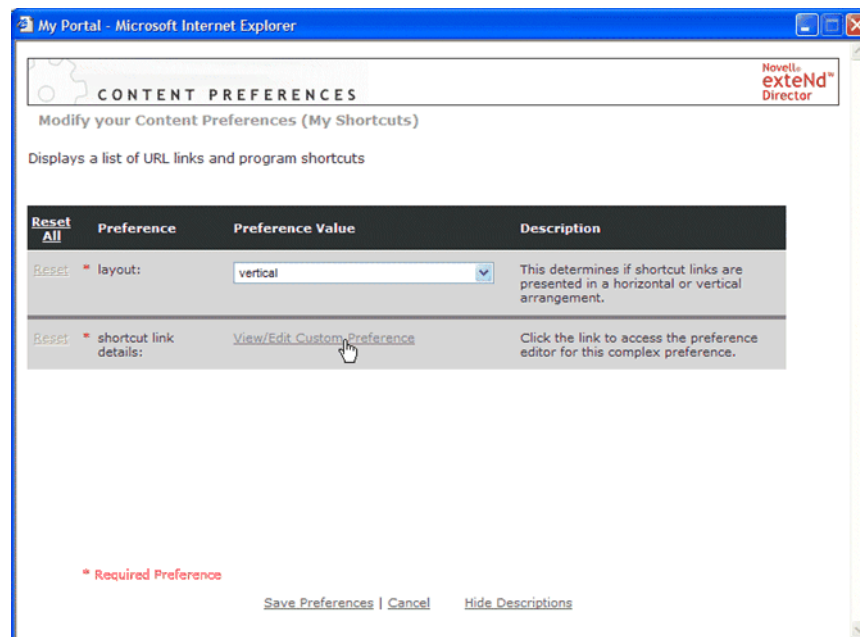 My Portal - Microsoft Internet Explorer
CONTENT PREFERENCES
Novell®
exteNd™
Director
Modify your Content Preferences (My Shortcuts)
Displays a list of URL links and program shortcuts
Reset All
Preference
Preference Value
Description
Reset
* layout:
vertical
This determines if shortcut links are
presented in a horizontal or vertical
arrangement.
Reset
* shortcut link
details:
View/Edit Custom Preference
Click the link to access the preference
editor for this complex preference.
* Required Preference
Save Preferences | Cancel
Hide Descriptions